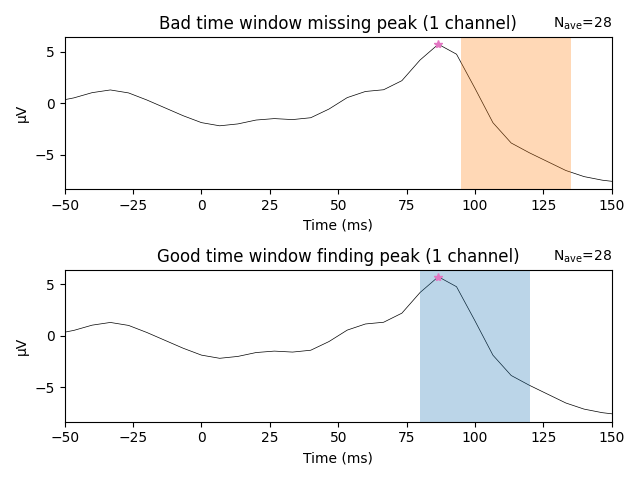 Bad time window missing peak (1 channel) Nave=28
5
0
−5
µV
−50 −25 0 25 50 75 100 125 150
Time (ms)
Good time window finding peak (1 channel) Nave=28
5
0
−5
µV
−50 −25 0 25 50 75 100 125 150
Time (ms)